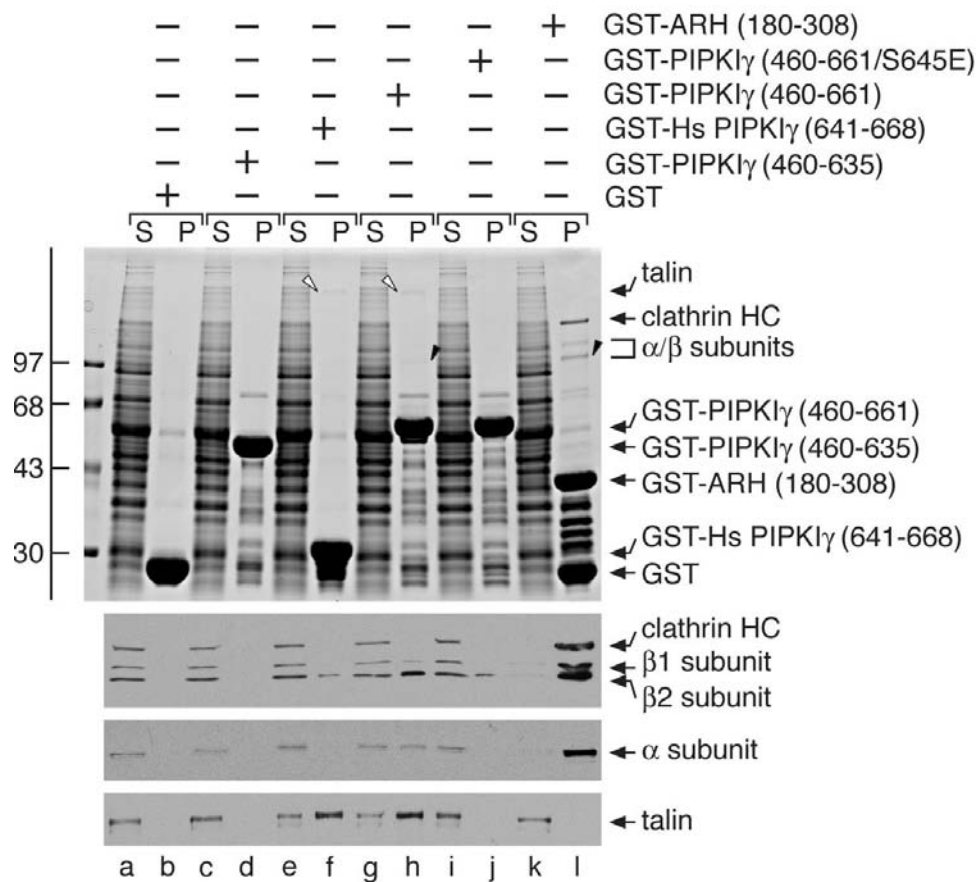 − − − − − + GST-ARH (180-308)
− − − − + − GST-PIPKIγ (460-661/S645E)
− − − + − − GST-PIPKIγ (460-661)
− − + − − − GST-Hs PIPKIγ (641-668)
− + − − − − GST-PIPKIγ (460-635)
+ − − − − − GST
S P S P S P S P S P S P
talin
clathrin HC
α/β subunits
97
68
GST-PIPKIγ (460-661)
GST-PIPKIγ (460-635)
43
GST-ARH (180-308)
GST-Hs PIPKIγ (641-668)
30
GST
clathrin HC
β1 subunit
β2 subunit
α subunit
talin
a b c d e f g h i j k l